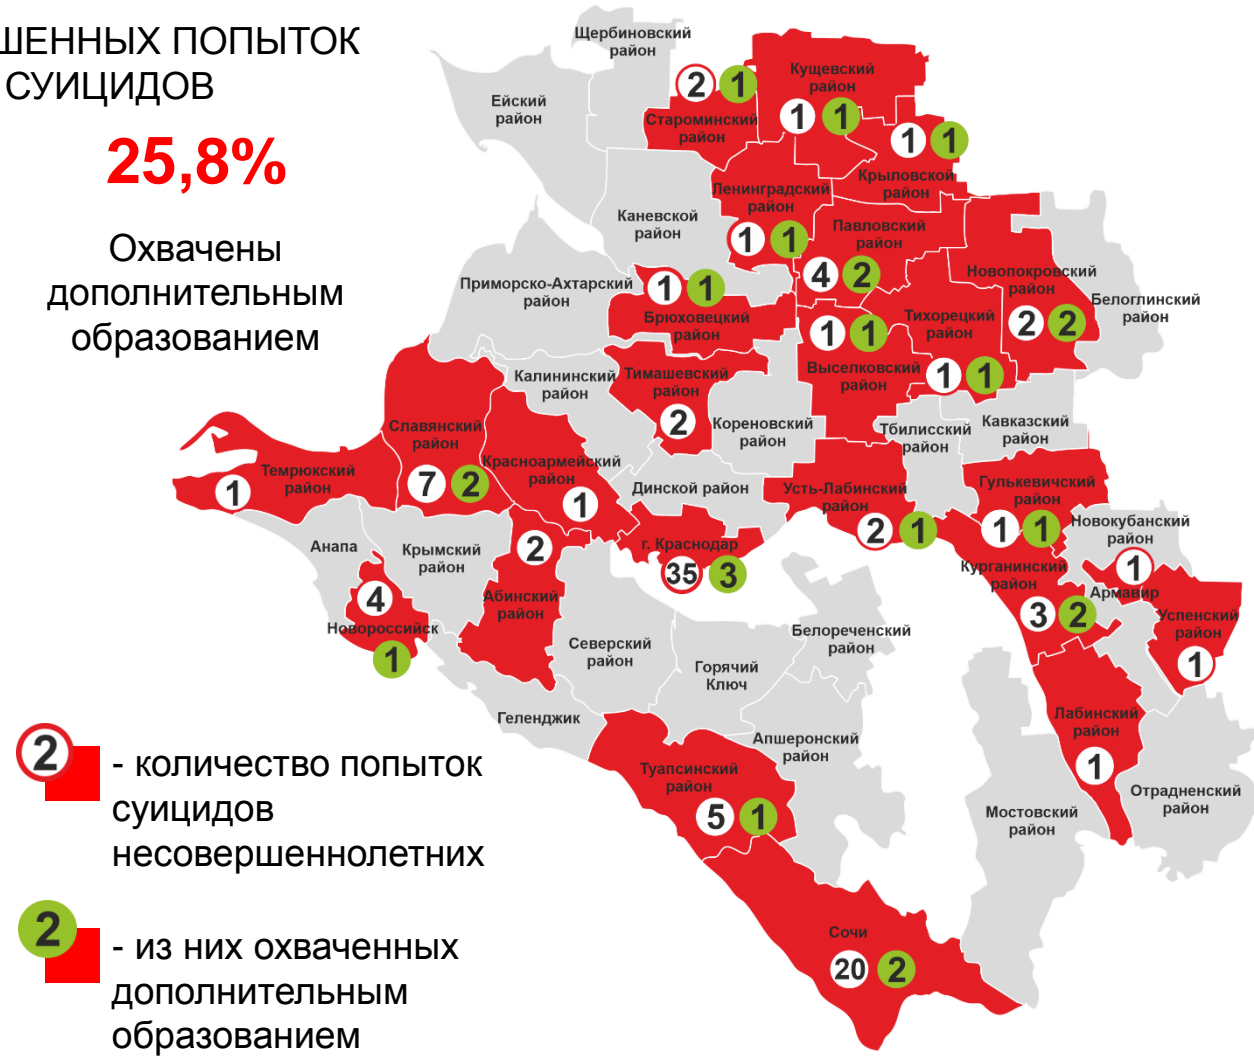 ШЕННЫХ ПОПЫТОК
СУИЦИДОВ
25,8%
Охвачены
дополнительным
образованием
Щербиновский
район
Ейский
район
2 1
Староминский
район
Кущевский
район
1 1
1 1
Крыловской
район
Ленинградский
район
1 1
Каневской
район
Павловский
район
4 2
Новопокровский
район
2 2
Белоглинский
район
Приморско-Ахтарский
район
1 1
Брюховецкий
район
Тихорецкий
район
1 1
1 1
Выселковский
район
Калининский
район
Тимашевский
район
2
Кореновский
район
Тбилисский
район
Кавказский
район
Славянский
район
7 2
Красноармейский
район
1
Темрюкский
район
1
Динской район
Усть-Лабинский
район
2 1
Гулькевичский
район
1 1
Новокубанский
район
1
Армавир
Анапа
Крымский
район
2
Абинский
район
г. Краснодар
35 3
Курганинский
район
3 2
Успенский
район
1
4
Новороссийск
1
Северский
район
Горячий
Ключ
Белореченский
район
Геленджик
Апшеронский
район
Лабинский
район
1
Туапсинский
район
5 1
Мостовский
район
Отрадненский
район
Сочи
20 2
2
- количество попыток
суицидов
несовершеннолетних
2
- из них охваченных
дополнительным
образованием